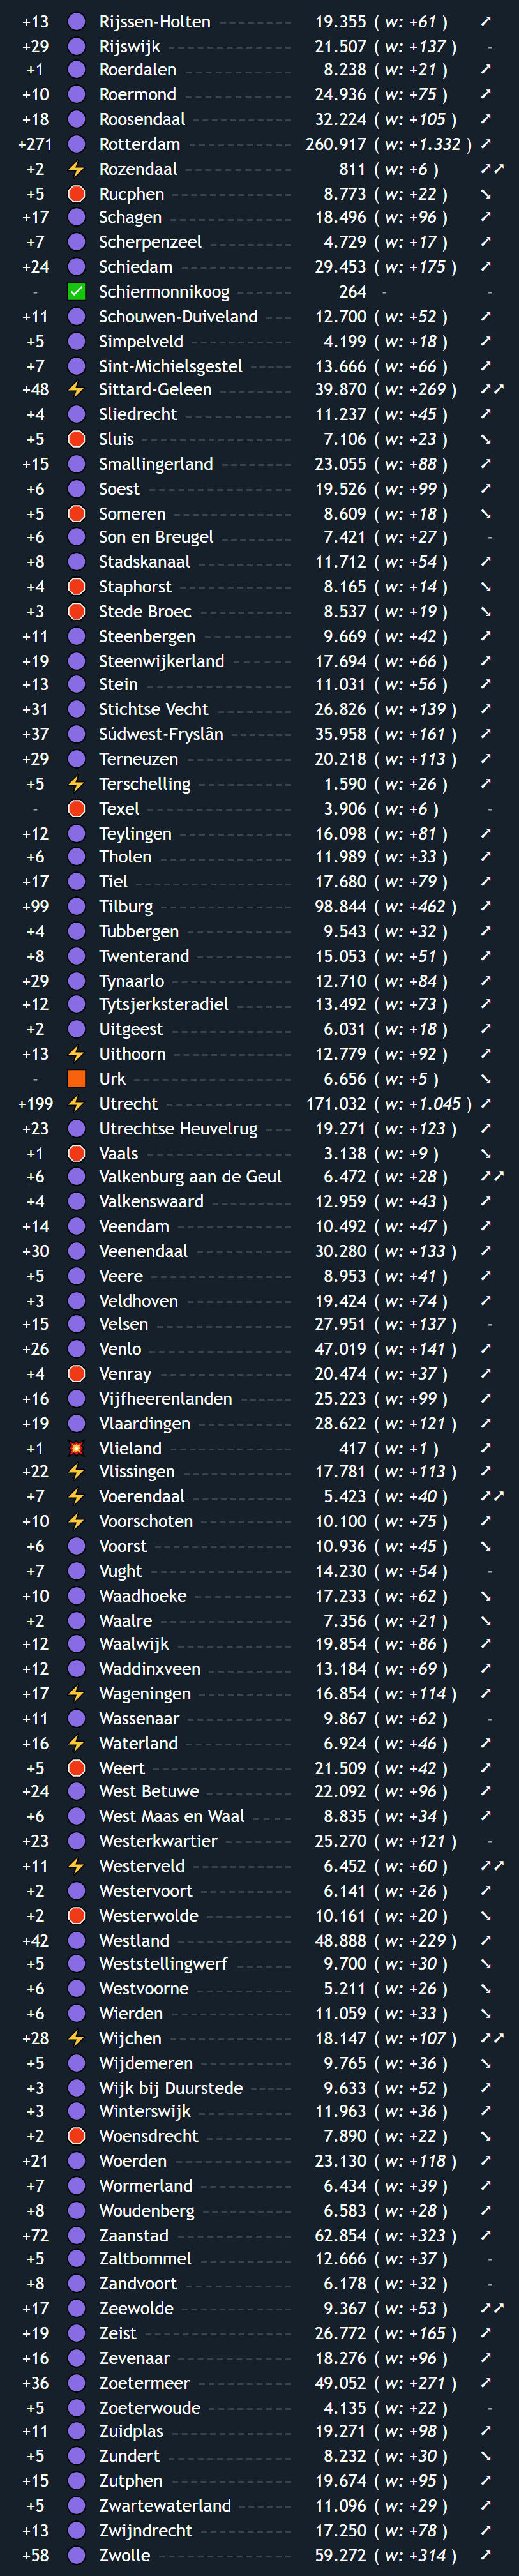 +13 Rijssen-Holten 19.355 ( w: +61 ) ➚
+29 Rijswijk 21.507 ( w: +137 ) -
+1 Roerdalen 8.238 ( w: +21 ) ➚
+10 Roermond 24.936 ( w: +75 ) ➚
+18 Roosendaal 32.224 ( w: +105 ) ➚
+271 Rotterdam 260.917 ( w: +1.332 ) ➚
+2 ⚡ Rozendaal 811 ( w: +6 ) ➚➚
+5 Rucphen 8.773 ( w: +22 ) ➘
+17 Schagen 18.496 ( w: +96 ) ➚
+7 Scherpenzeel 4.729 ( w: +17 ) ➚
+24 Schiedam 29.453 ( w: +175 ) ➚
- ✅ Schiermonnikoog 264 - -
+11 Schouwen-Duiveland 12.700 ( w: +52 ) ➚
+5 Simpelveld 4.199 ( w: +18 ) ➚
+7 Sint-Michielsgestel 13.666 ( w: +66 ) ➚
+48 ⚡ Sittard-Geleen 39.870 ( w: +269 ) ➚➚
+4 Sliedrecht 11.237 ( w: +45 ) ➚
+5 Sluis 7.106 ( w: +23 ) ➘
+15 Smallingerland 23.055 ( w: +88 ) ➚
+6 Soest 19.526 ( w: +99 ) ➚
+5 Someren 8.609 ( w: +18 ) ➘
+6 Son en Breugel 7.421 ( w: +27 ) -
+8 Stadskanaal 11.712 ( w: +54 ) ➚
+4 Staphorst 8.165 ( w: +14 ) ➘
+3 Stede Broec 8.537 ( w: +19 ) ➘
+11 Steenbergen 9.669 ( w: +42 ) ➚
+19 Steenwijkerland 17.694 ( w: +66 ) ➚
+13 Stein 11.031 ( w: +56 ) ➚
+31 Stichtse Vecht 26.826 ( w: +139 ) ➚
+37 Súdwest-Fryslân 35.958 ( w: +161 ) ➚
+29 Terneuzen 20.218 ( w: +113 ) ➚
+5 ⚡ Terschelling 1.590 ( w: +26 ) ➚
- Texel 3.906 ( w: +6 ) -
+12 Teylingen 16.098 ( w: +81 ) ➚
+6 Tholen 11.989 ( w: +33 ) ➚
+17 Tiel 17.680 ( w: +79 ) ➚
+99 Tilburg 98.844 ( w: +462 ) ➚
+4 Tubbergen 9.543 ( w: +32 ) ➚
+8 Twenterand 15.053 ( w: +51 ) ➚
+29 Tynaarlo 12.710 ( w: +84 ) ➚
+12 Tytsjerksteradiel 13.492 ( w: +73 ) ➚
+2 Uitgeest 6.031 ( w: +18 ) ➚
+13 ⚡ Uithoorn 12.779 ( w: +92 ) ➚
- Urk 6.656 ( w: +5 ) ➘
+199 ⚡ Utrecht 171.032 ( w: +1.045 ) ➚
+23 Utrechtse Heuvelrug 19.271 ( w: +123 ) ➚
+1 Vaals 3.138 ( w: +9 ) ➘
+6 Valkenburg aan de Geul 6.472 ( w: +28 ) ➚➚
+4 Valkenswaard 12.959 ( w: +43 ) ➚
+14 Veendam 10.492 ( w: +47 ) ➚
+30 Veenendaal 30.280 ( w: +133 ) ➚
+5 Veere 8.953 ( w: +41 ) ➚
+3 Veldhoven 19.424 ( w: +74 ) ➚
+15 Velsen 27.951 ( w: +137 ) -
+26 Venlo 47.019 ( w: +141 ) ➚
+4 Venray 20.474 ( w: +37 ) ➘
+16 Vijfheerenlanden 25.223 ( w: +99 ) ➚
+19 Vlaardingen 28.622 ( w: +121 ) ➚
+1 Vlieland 417 ( w: +1 ) ➚
+22 ⚡ Vlissingen 17.781 ( w: +113 ) ➚
+7 ⚡ Voerendaal 5.423 ( w: +40 ) ➚➚
+10 ⚡ Voorschoten 10.100 ( w: +75 ) ➚
+6 Voorst 10.936 ( w: +45 ) ➘
+7 Vught 14.230 ( w: +54 ) -
+10 Waadhoeke 17.233 ( w: +62 ) ➘
+2 Waalre 7.356 ( w: +21 ) ➘
+12 Waalwijk 19.854 ( w: +86 ) ➚
+12 Waddinxveen 13.184 ( w: +69 ) ➚
+17 ⚡ Wageningen 16.854 ( w: +114 ) ➚
+11 Wassenaar 9.867 ( w: +62 ) -
+16 ⚡ Waterland 6.924 ( w: +46 ) ➚
+5 Weert 21.509 ( w: +42 ) ➚
+24 West Betuwe 22.092 ( w: +96 ) ➚
+6 West Maas en Waal 8.835 ( w: +34 ) ➚
+23 Westerkwartier 25.270 ( w: +121 ) -
+11 ⚡ Westerveld 6.452 ( w: +60 ) ➚➚
+2 Westervoort 6.141 ( w: +26 ) ➚
+2 Westerwolde 10.161 ( w: +20 ) ➘
+42 Westland 48.888 ( w: +229 ) ➚
+5 Weststellingwerf 9.700 ( w: +30 ) ➘
+6 Westvoorne 5.211 ( w: +26 ) ➘
+6 Wierden 11.059 ( w: +33 ) ➘
+28 ⚡ Wijchen 18.147 ( w: +107 ) ➚➚
+5 Wijdemeren 9.765 ( w: +36 ) ➘
+3 Wijk bij Duurstede 9.633 ( w: +52 ) ➚
+3 Winterswijk 11.963 ( w: +36 ) ➚
+2 Woensdrecht 7.890 ( w: +22 ) ➘
+21 Woerden 23.130 ( w: +118 ) ➚
+7 Wormerland 6.434 ( w: +39 ) ➚
+8 Woudenberg 6.583 ( w: +28 ) ➚
+72 Zaanstad 62.854 ( w: +323 ) ➚
+5 Zaltbommel 12.666 ( w: +37 ) -
+8 Zandvoort 6.178 ( w: +32 ) -
+17 Zeewolde 9.367 ( w: +53 ) ➚➚
+19 Zeist 26.772 ( w: +165 ) ➚
+16 Zevenaar 18.276 ( w: +96 ) ➚
+36 Zoetermeer 49.052 ( w: +271 ) ➚
+5 Zoeterwoude 4.135 ( w: +22 ) -
+11 Zuidplas 19.271 ( w: +98 ) ➚
+5 Zundert 8.232 ( w: +30 ) ➘
+15 Zutphen 19.674 ( w: +95 ) ➚
+5 Zwartewaterland 11.096 ( w: +29 ) ➚
+13 Zwijndrecht 17.250 ( w: +78 ) ➚
+58 Zwolle 59.272 ( w: +314 ) ➚